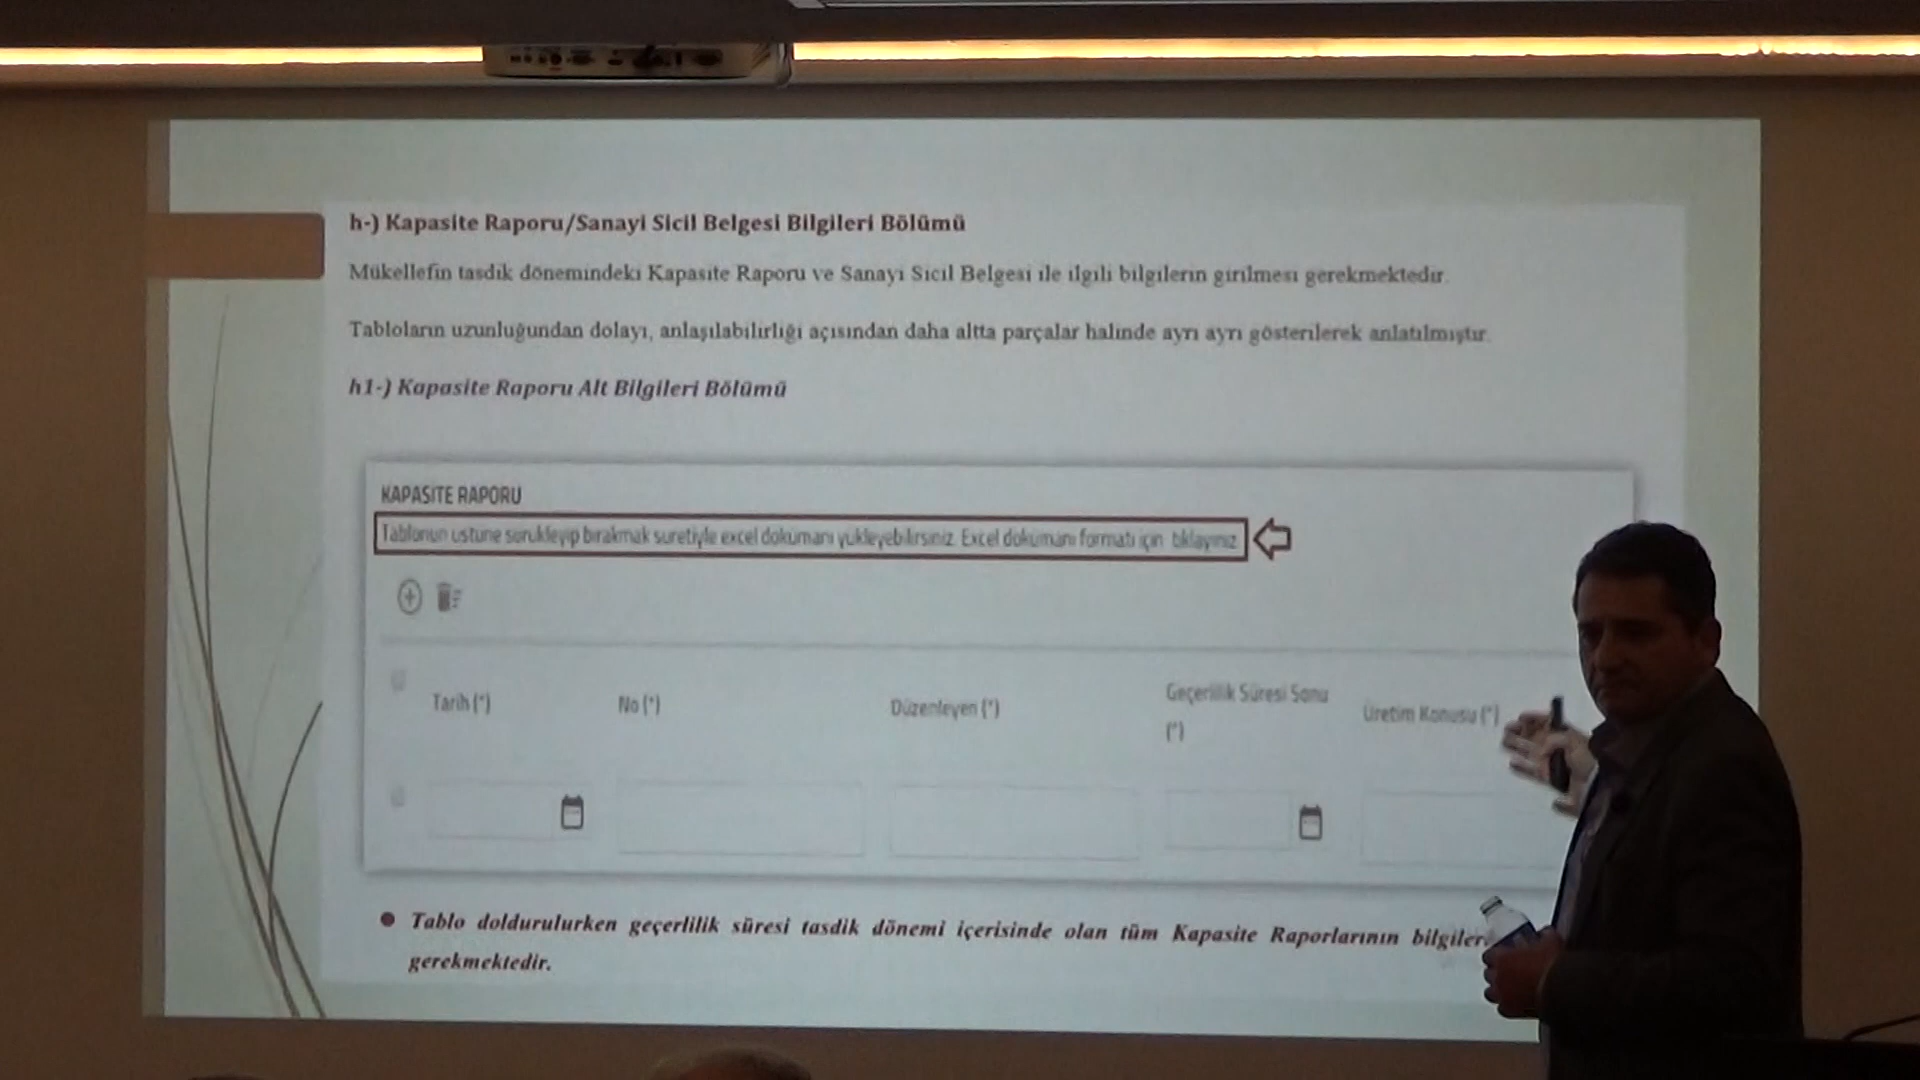 h-) Kapasite Raporu/Sanayi Sicil Belgesi Bilgileri Bölümü
Mükellefin tasdik dönemindeki Kapasite Raporu ve Sanayi Sicil Belgesi ile ilgili bilgilerin girilmesi gerekmektedir.
Tabloların uzunluğundan dolayı, anlaşılabilirliği açısından daha altta parçalar halinde ayrı ayrı gösterilerek anlatılmıştır.
h1-) Kapasite Raporu Alt Bilgileri Bölümü
KAPASİTE RAPORU
Tablonun üstüne sürükleyip bırakmak suretiyle excel dokümanı yükleyebilirsiniz. Excel dokümanı formatı için tıklayınız.
Tarih (*) No (*) Düzenleyen (*) Geçerlilik Süresi Sonu (*) Üretim Konusu (*)
● Tablo doldurulurken geçerlilik süresi tasdik dönemi içerisinde olan tüm Kapasite Raporlarının
gerekmektedir.